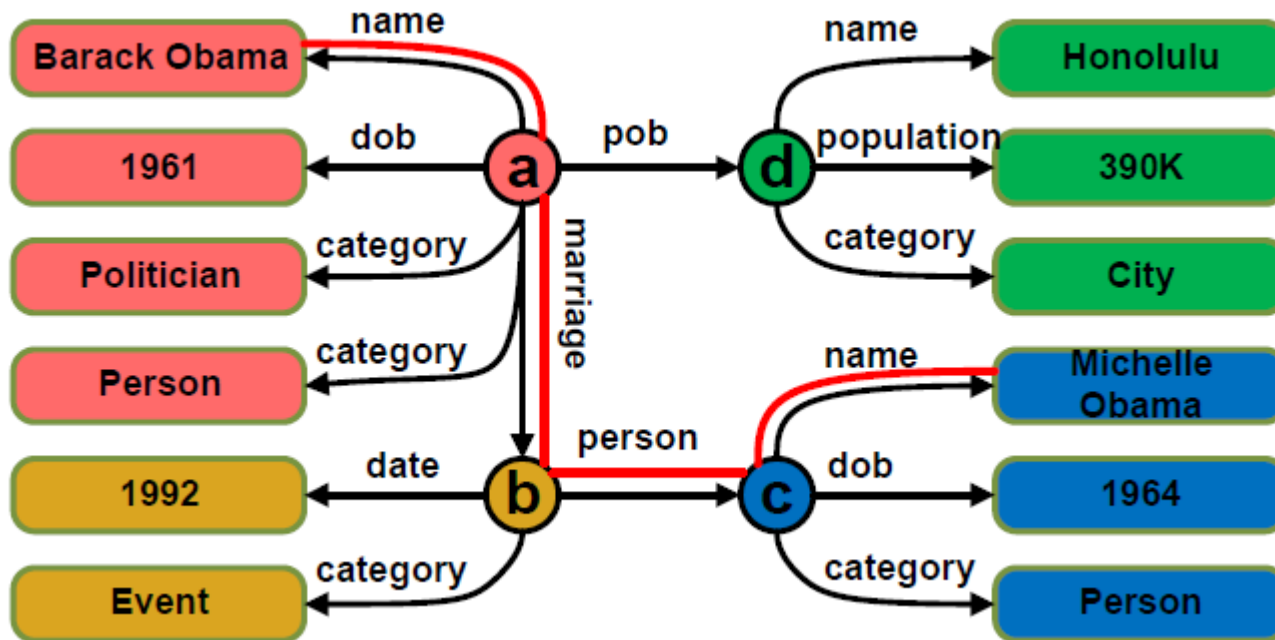 name
name
Barack Obama
Honolulu
dob
pob
population
1961
a
d
390K
category
marriage
category
Politician
City
category
name
Person
Michelle
Obama
person
date
dob
1992
b
c
1964
category
category
Event
Person